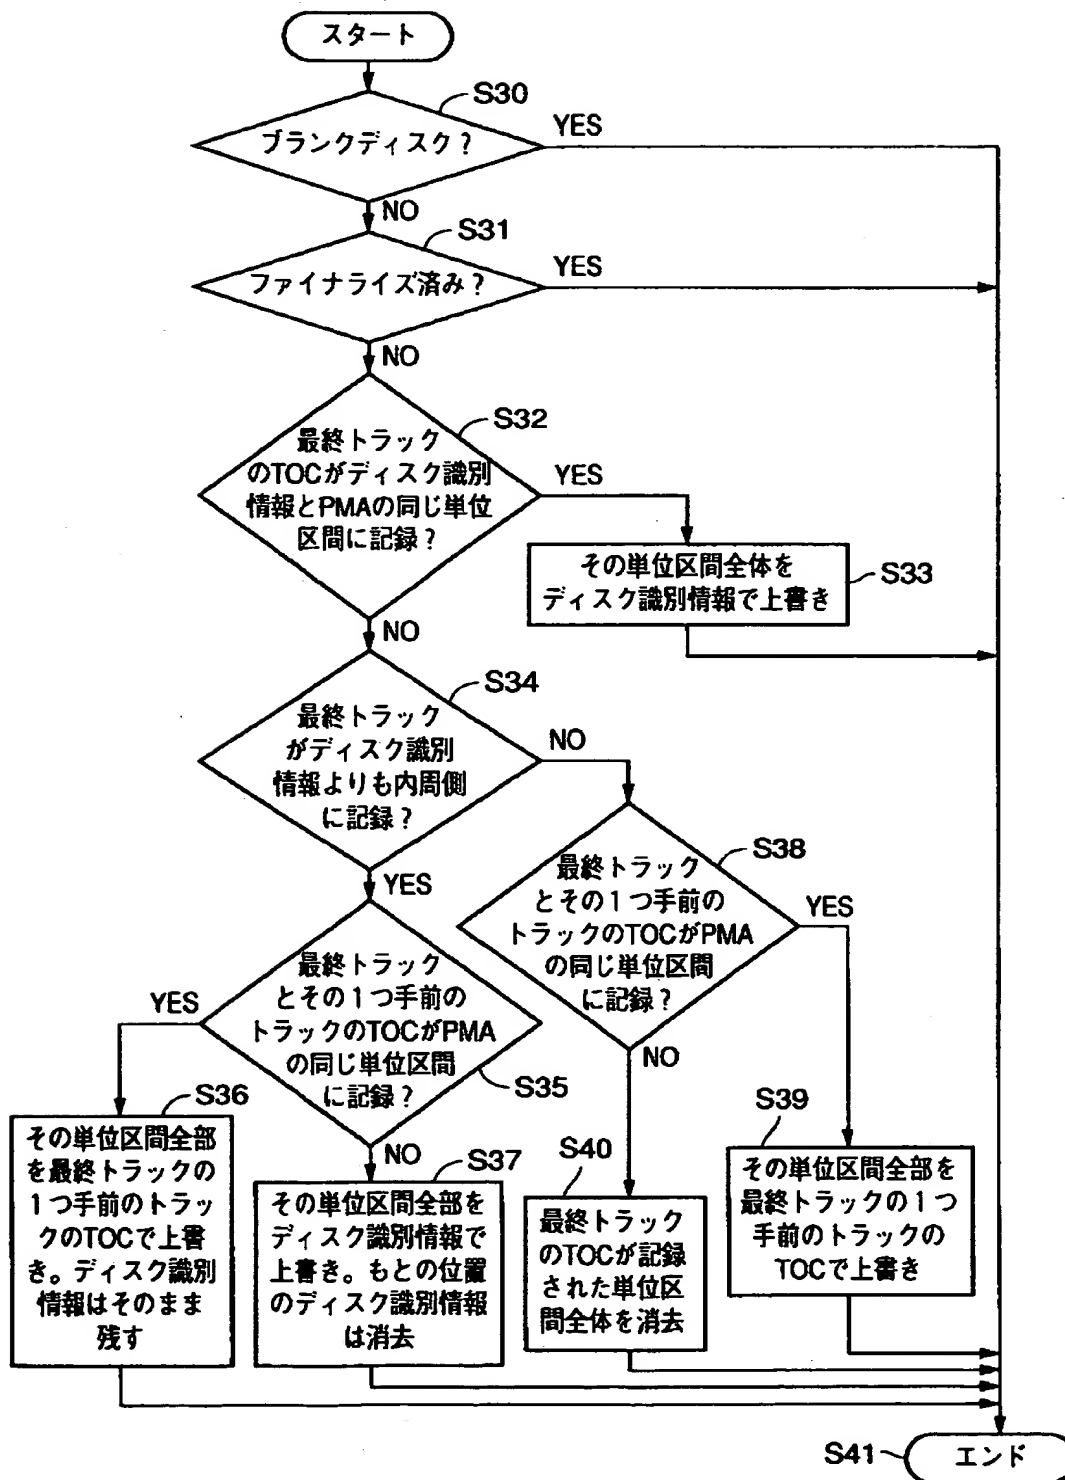 スタート
S30
ブランクディスク?
YES
NO
S31
ファイナライズ済み?
YES
NO
S32
最終トラック
のTOCがディスク識別
情報とPMAの同じ単位
区間に記録?
YES
S33
その単位区間全体を
ディスク識別情報で上書き
NO
S34
最終トラック
がディスク識別
情報よりも内周側
に記録?
NO
S38
最終トラック
とその1つ手前の
トラックのTOCがPMA
の同じ単位区間
に記録?
YES
YES
最終トラック
とその1つ手前の
トラックのTOCがPMA
の同じ単位区間
に記録?
YES
S35
NO
S36
その単位区間全部
を最終トラックの
1つ手前のトラッ
クのTOCで上書
き。ディスク識別
情報はそのまま
残す
NO
S37
その単位区間全部を
ディスク識別情報で
上書き。もとの位置
のディスク識別情報
は消去
S40
最終トラック
のTOCが記録
された単位区
間全体を消去
S39
その単位区間全部を
最終トラックの1つ
手前のトラックの
TOCで上書き
S41
エンド